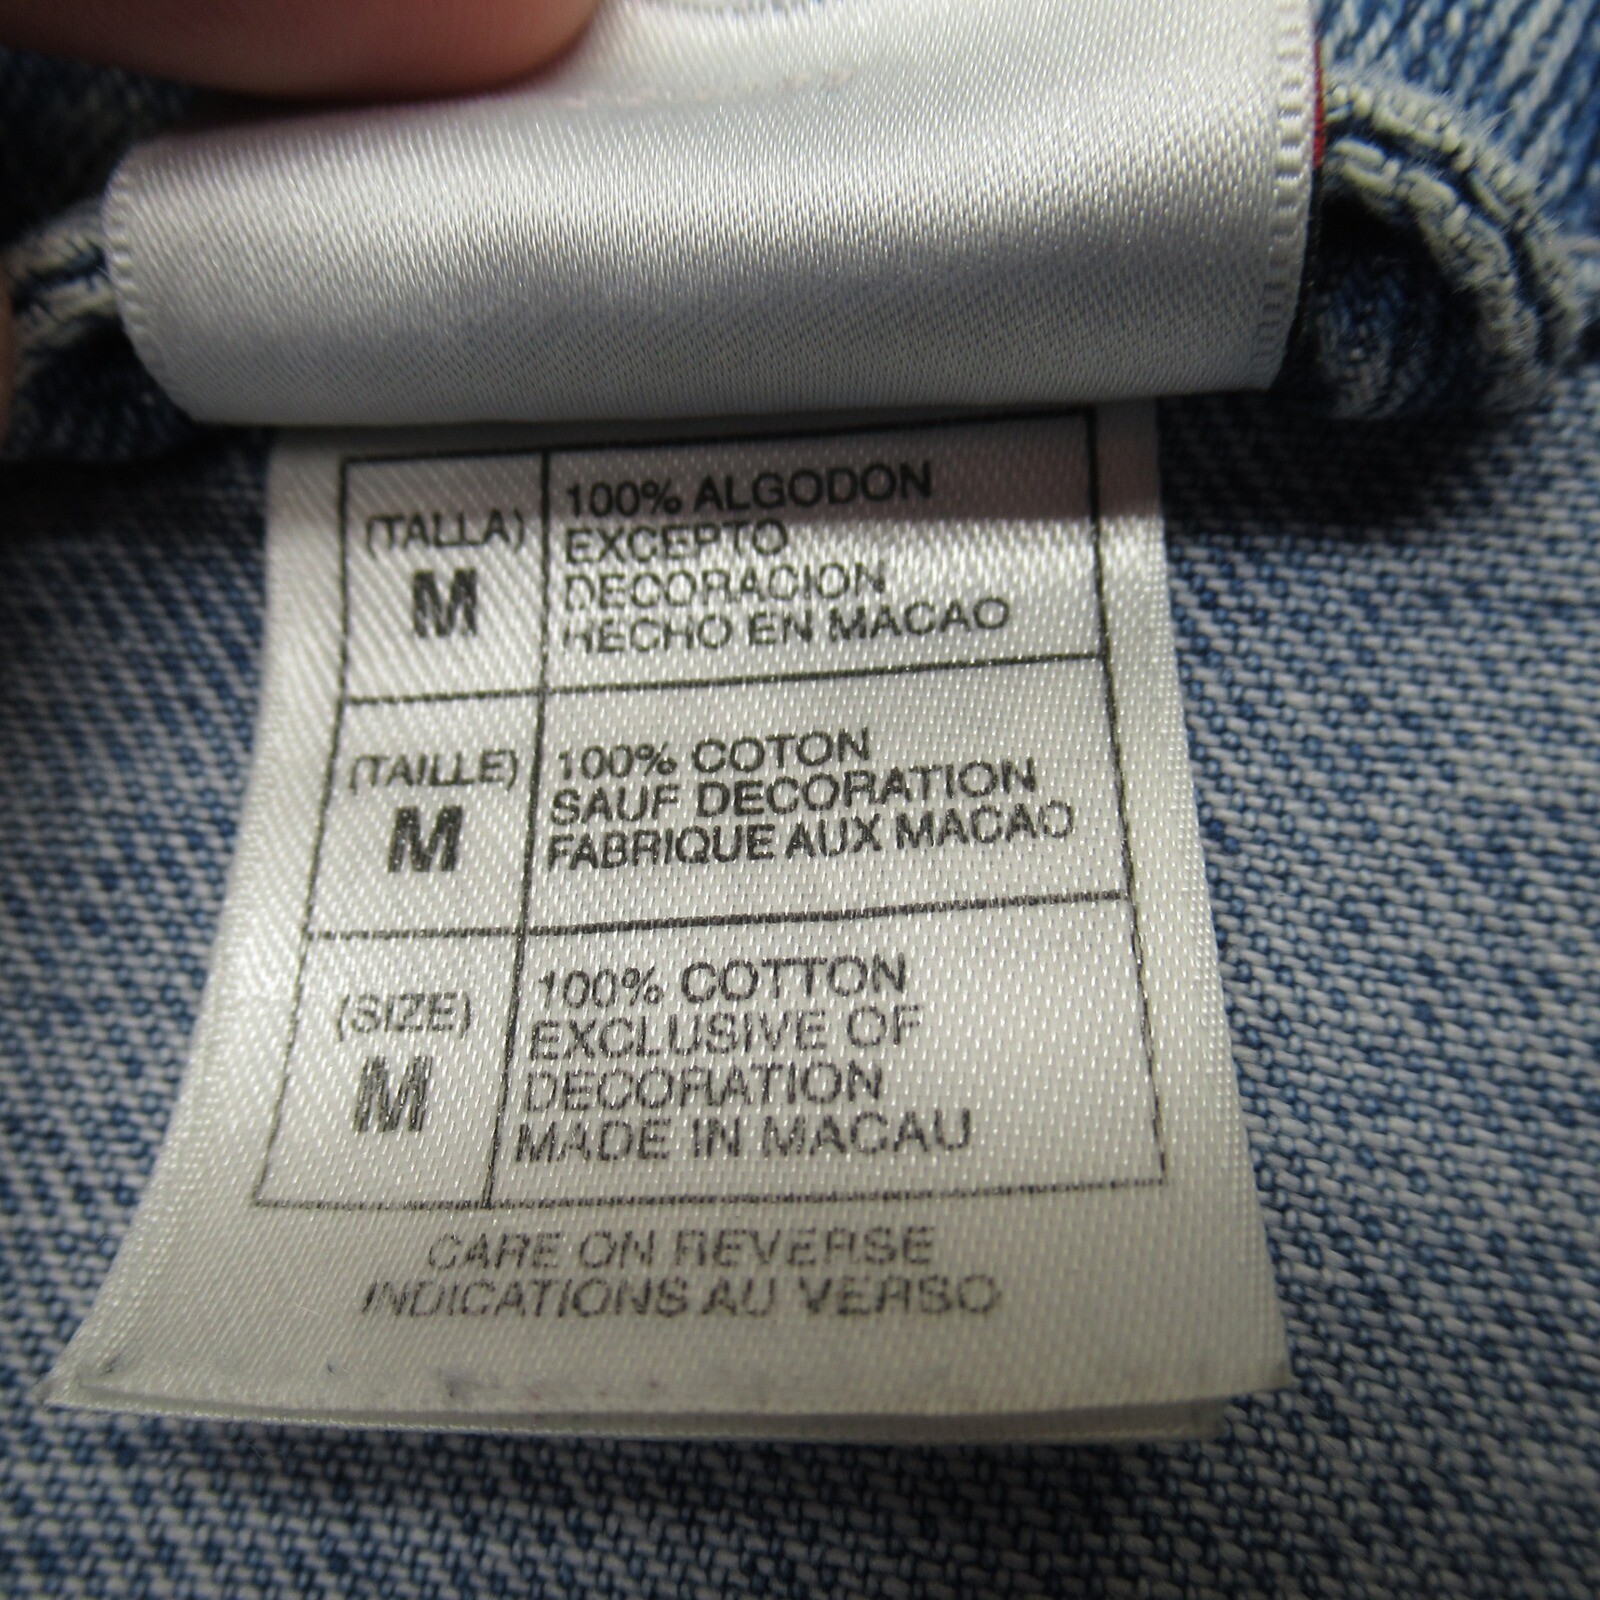 (TALLA)
M
100% ALGODON
EXCEPTO
DECORACION
HECHO EN MACAO
(TAILLE)
M
100% COTON
SAUF DECORATION
FABRIQUE AUX MACAO
(SIZE)
M
100% COTTON
EXCLUSIVE OF
DECORATION
MADE IN MACAU
CARE ON REVERSE
INDICATIONS AU VERSO